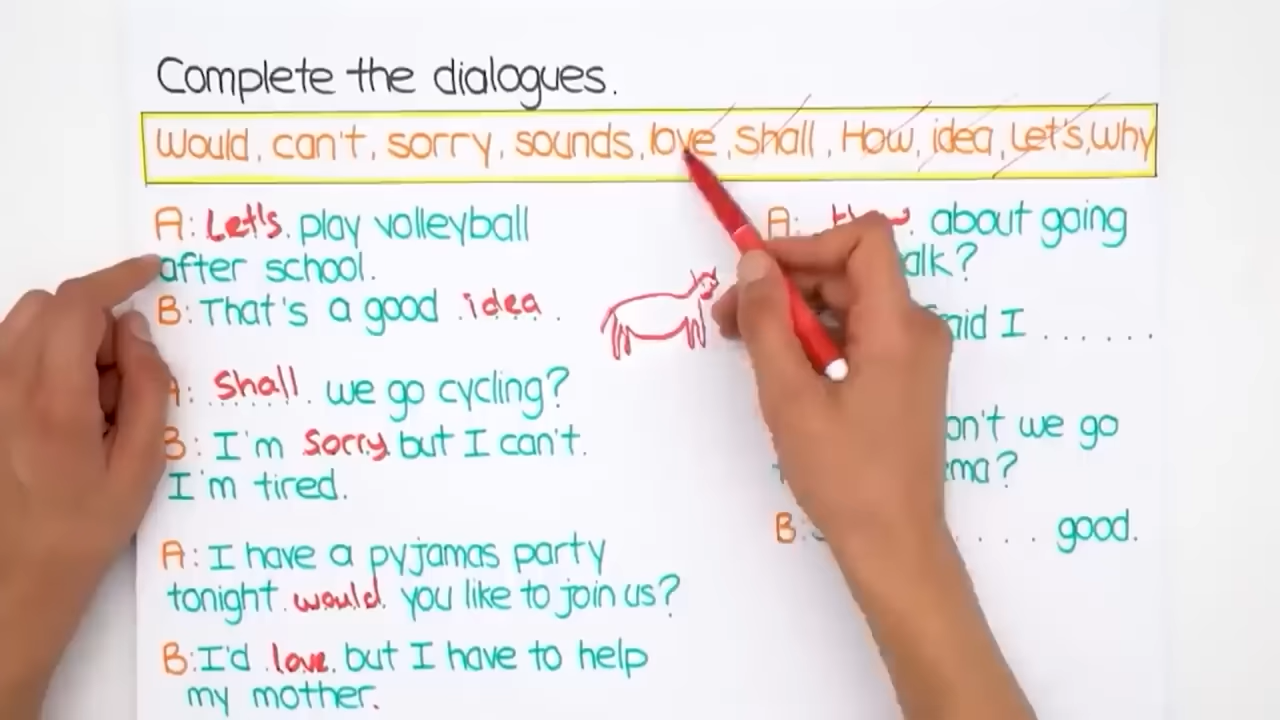 Complete the dialogues.
Would, can't, sorry, sounds, love, Shall, How, idea, Let's, Why
A: Let's. play volleyball
after school.
B: That's a good .idea...
A: Shall. we go cycling?
B: I'm Sorry. but I can't.
I'm tired.
A: I have a pyjamas party
tonight .would. you like to join us?
B: I'd .love. but I have to help
my mother.
A: How. about going
alk?
I ......
on't we go
ma?
B: .... good.